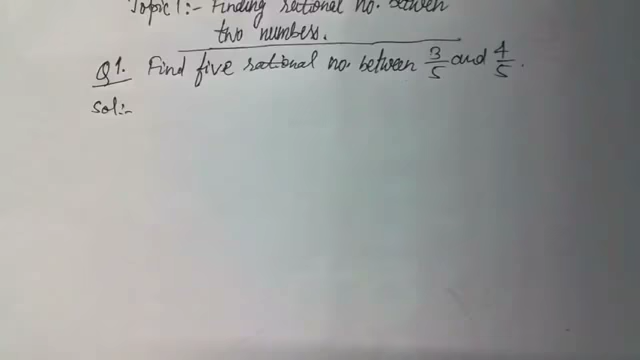 Topic 1:- Finding rational no. between
two numbers.
Q1. Find five rational no. between 3/5 and 4/5.
Sol:-